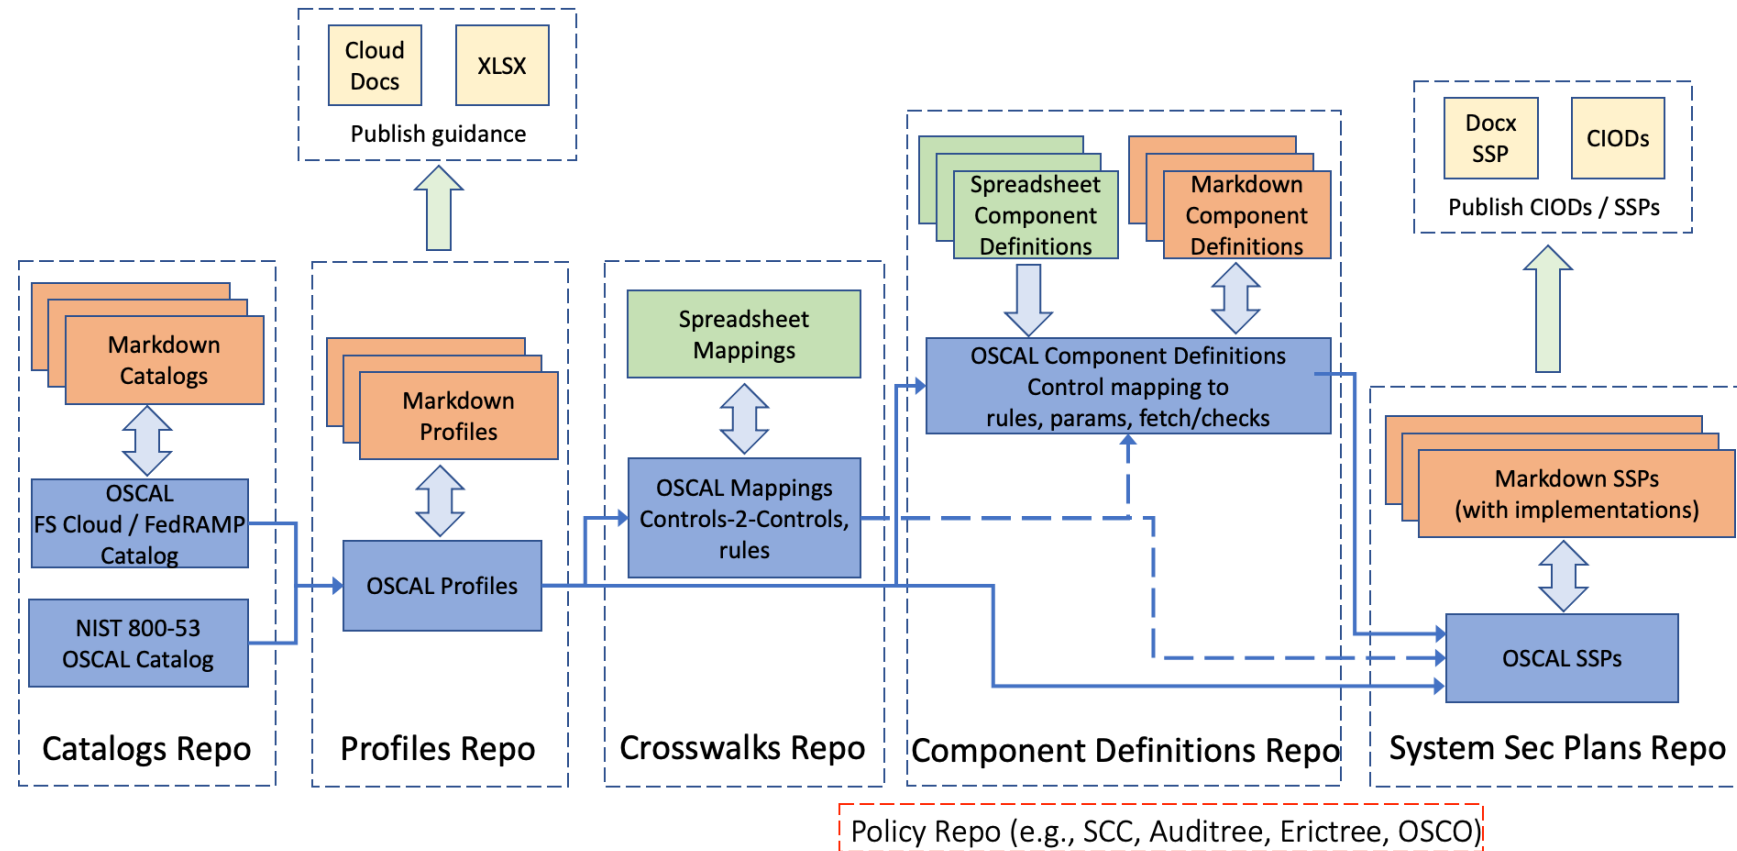 Cloud
Docs
XLSX
Publish guidance
Docx
SSP
CIODs
Publish CIODs / SSPs
Spreadsheet
Component
Definitions
Markdown
Component
Definitions
Markdown
Catalogs
Spreadsheet
Mappings
OSCAL Component Definitions
Control mapping to
rules, params, fetch/checks
Markdown
Profiles
OSCAL
FS Cloud / FedRAMP
Catalog
OSCAL Mappings
Controls-2-Controls,
rules
Markdown SSPs
(with implementations)
OSCAL Profiles
NIST 800-53
OSCAL Catalog
OSCAL SSPs
Catalogs Repo
Profiles Repo
Crosswalks Repo
Component Definitions Repo
System Sec Plans Repo
Policy Repo (e.g., SCC, Auditree, Erictree, OSCO)